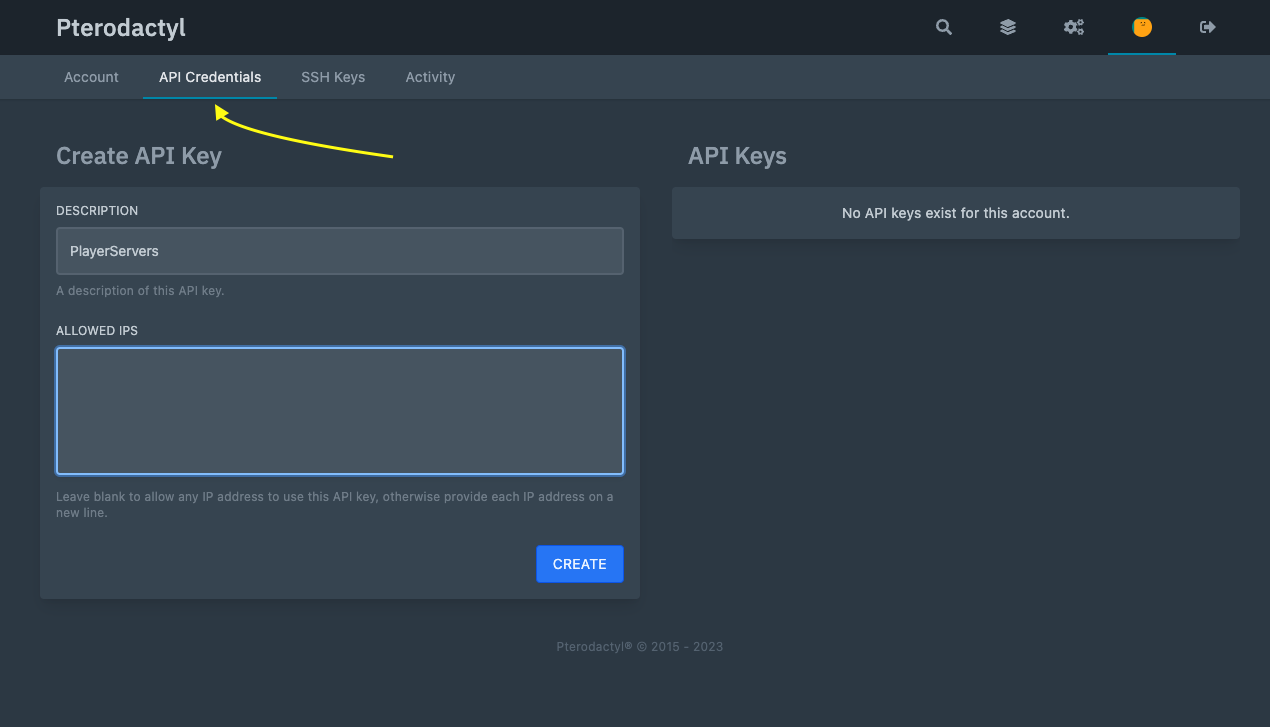 Pterodactyl
Account
API Credentials
SSH Keys
Activity
Create API Key
DESCRIPTION
PlayerServers
A description of this API key.
ALLOWED IPS
Leave blank to allow any IP address to use this API key, otherwise provide each IP address on a
new line.
CREATE
API Keys
No API keys exist for this account.
Pterodactyl® © 2015 - 2023